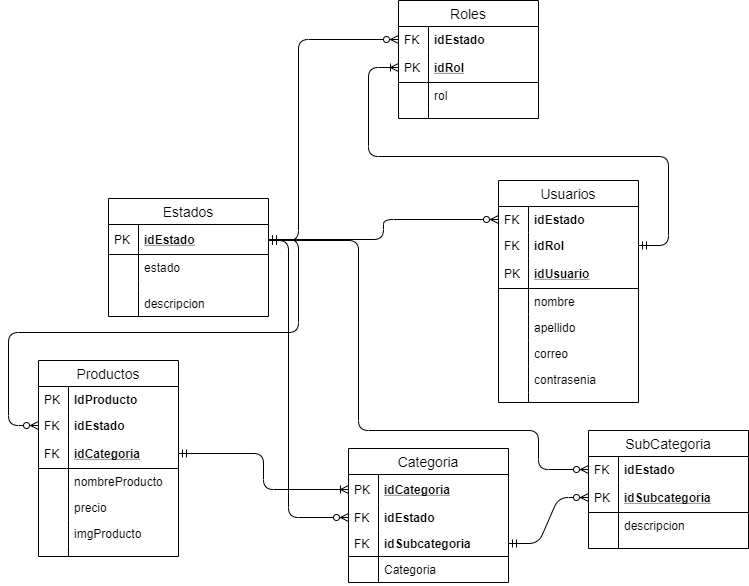 Roles
FK idEstado
PK idRol
rol
Usuarios
FK idEstado
FK idRol
PK idUsuario
nombre
apellido
correo
contrasenia
Estados
PK idEstado
estado
descripcion
Productos
PK IdProducto
FK idEstado
FK idCategoria
nombreProducto
precio
imgProducto
Categoria
PK idCategoria
FK idEstado
FK idSubcategoria
Categoria
SubCategoria
FK idEstado
PK idSubcategoria
descripcion